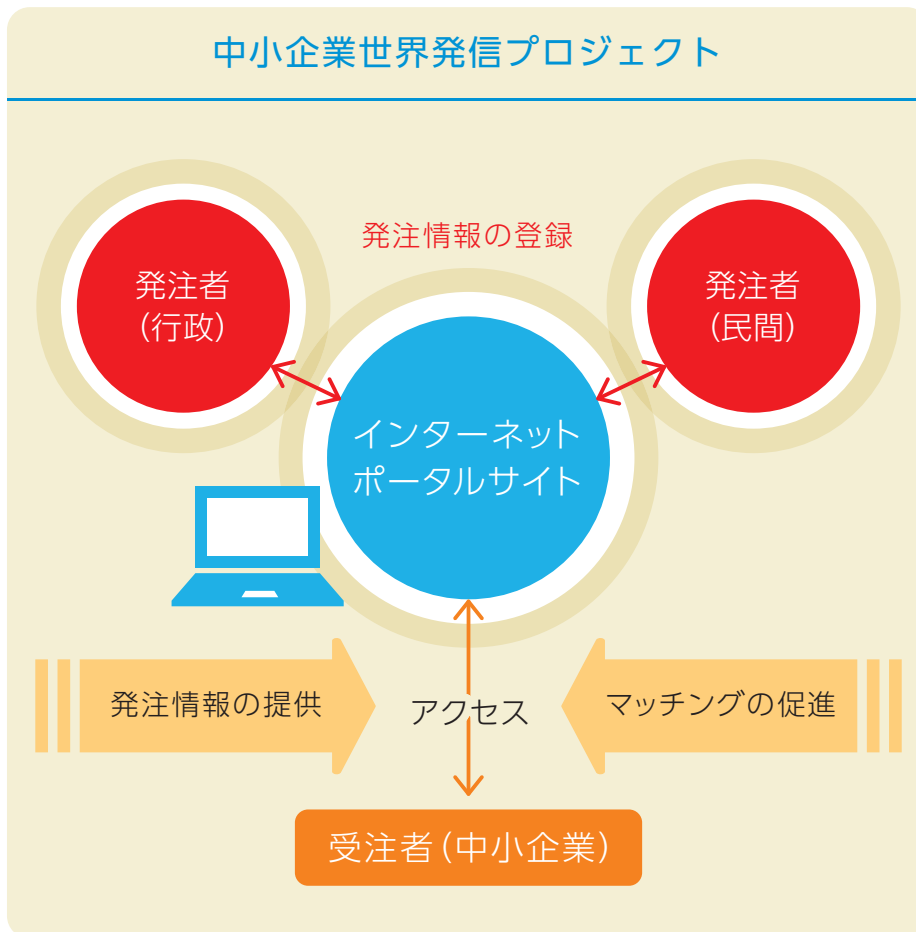 中小企業世界発信プロジェクト
発注情報の登録
発注者
（行政）
発注者
（民間）
インターネット
ポータルサイト
発注情報の提供
アクセス
マッチングの促進
受注者（中小企業）